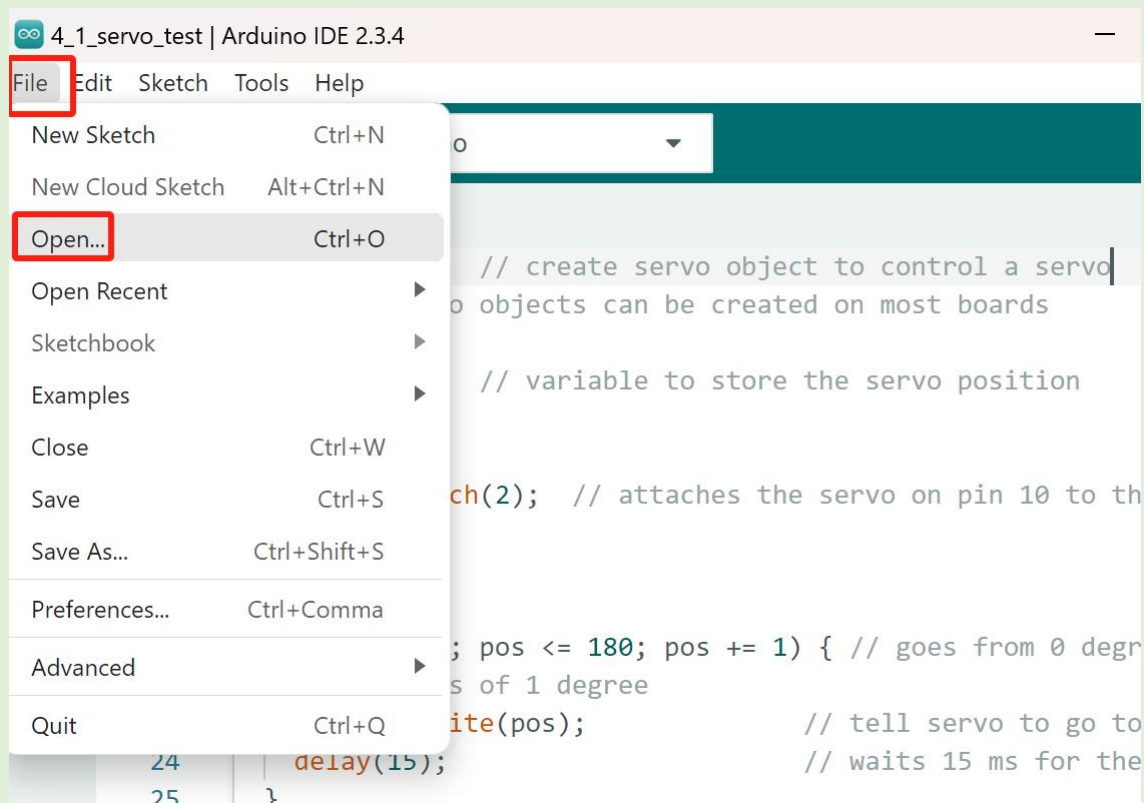 4_1_servo_test | Arduino IDE 2.3.4
File Edit Sketch Tools Help
New Sketch Ctrl+N
New Cloud Sketch Alt+Ctrl+N
Open... Ctrl+O
Open Recent
Sketchbook
Examples
Close Ctrl+W
Save Ctrl+S
Save As... Ctrl+Shift+S
Preferences... Ctrl+Comma
Advanced
Quit Ctrl+Q
o
// create servo object to control a servo
o objects can be created on most boards
// variable to store the servo position
ch(2); // attaches the servo on pin 10 to th
; pos <= 180; pos += 1) { // goes from 0 degr
s of 1 degree
ite(pos); // tell servo to go to
24 delay(15); // waits 15 ms for the
25 }